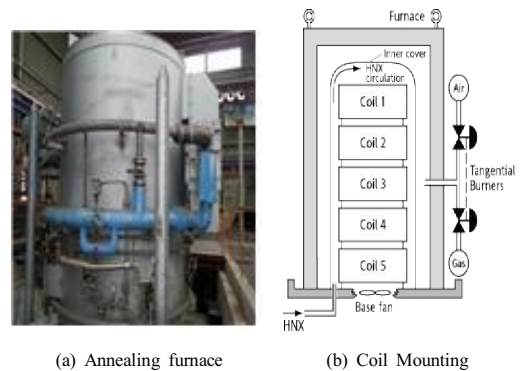 Furnace
Inner cover
HNX
circulation
Air
Coil 1
Coil 2
Coil 3
Coil 4
Coil 5
Tangential
Burners
Gas
Base fan
HNX
(a) Annealing furnace
(b) Coil Mounting